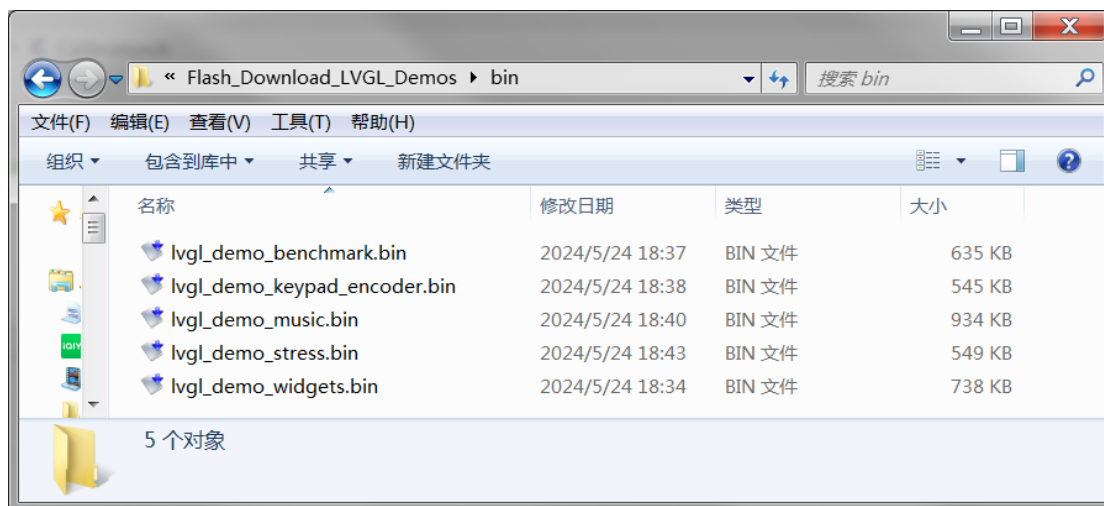 « Flash_Download_LVGL_Demos bin 搜索 bin
文件(F) 编辑(E) 查看(V) 工具(T) 帮助(H)
组织 包含到库中 共享 新建文件夹
名称 修改日期 类型 大小
lvgl_demo_benchmark.bin 2024/5/24 18:37 BIN 文件 635 KB
lvgl_demo_keypad_encoder.bin 2024/5/24 18:38 BIN 文件 545 KB
lvgl_demo_music.bin 2024/5/24 18:40 BIN 文件 934 KB
lvgl_demo_stress.bin 2024/5/24 18:43 BIN 文件 549 KB
lvgl_demo_widgets.bin 2024/5/24 18:34 BIN 文件 738 KB
5 个对象